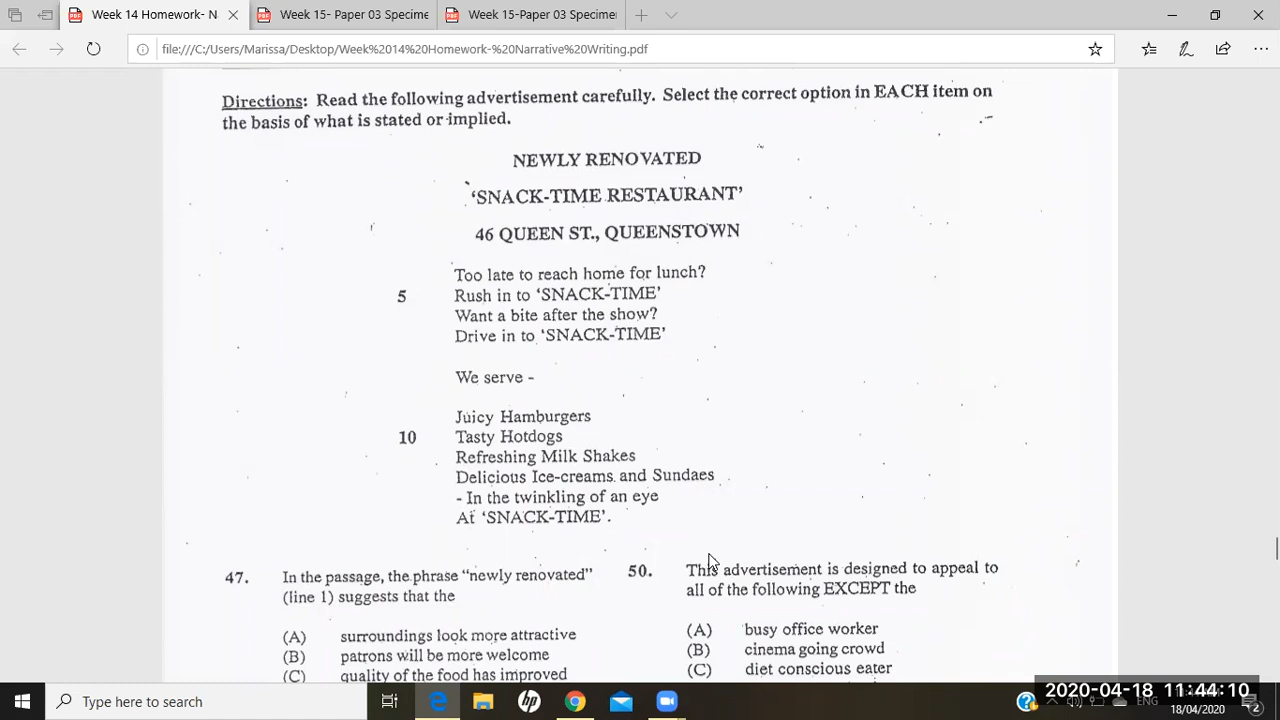 Week 14 Homework- N
Week 15- Paper 03 Specime
Week 15-Paper 03 Specimer
file:///C:/Users/Marissa/Desktop/Week%2014%20Homework-%20Narrative%20Writing.pdf
Directions: Read the following advertisement carefully. Select the correct option in EACH item on
the basis of what is stated or implied.
NEWLY RENOVATED
'SNACK-TIME RESTAURANT'
46 QUEEN ST., QUEENSTOWN
Too late to reach home for lunch?
5 Rush in to 'SNACK-TIME'
Want a bite after the show?
Drive in to 'SNACK-TIME'
We serve -
Juicy Hamburgers
10 Tasty Hotdogs
Refreshing Milk Shakes
Delicious Ice-creams and Sundaes
- In the twinkling of an eye
At 'SNACK-TIME'.
47. In the passage, the phrase "newly renovated"
(line 1) suggests that the
(A) surroundings look more attractive
(B) patrons will be more welcome
(C) quality of the food has improved
50. This advertisement is designed to appeal to
all of the following EXCEPT the
(A) busy office worker
(B) cinema going crowd
(C) diet conscious eater
Type here to search
2020-04-18 11:44:10
ENG
18/04/2020
2